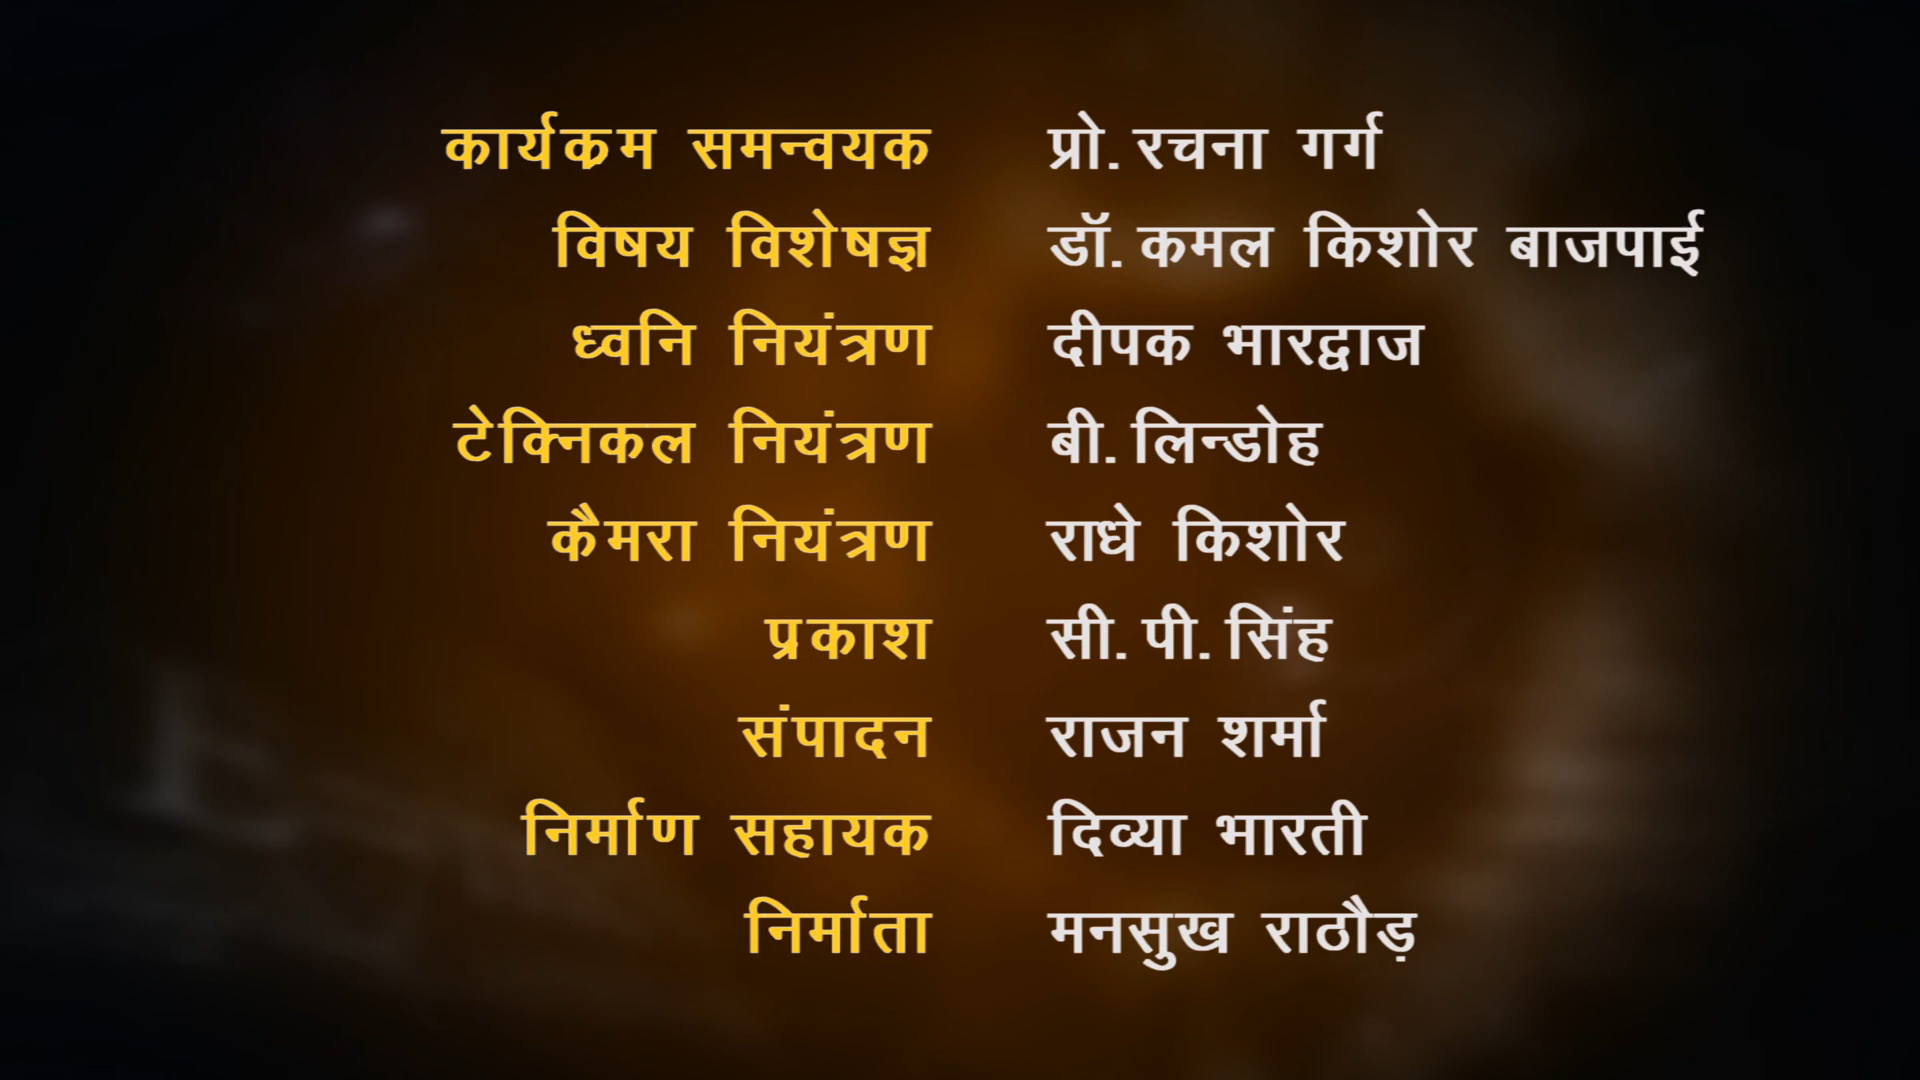 कार्यक्रम समन्वयक प्रो. रचना गर्ग
विषय विशेषज्ञ डॉ. कमल किशोर बाजपाई
ध्वनि नियंत्रण दीपक भारद्वाज
टेक्निकल नियंत्रण बी. लिन्डोह
कैमरा नियंत्रण राधे किशोर
प्रकाश सी. पी. सिंह
संपादन राजन शर्मा
निर्माण सहायक दिव्या भारती
निर्माता मनसुख राठौड़